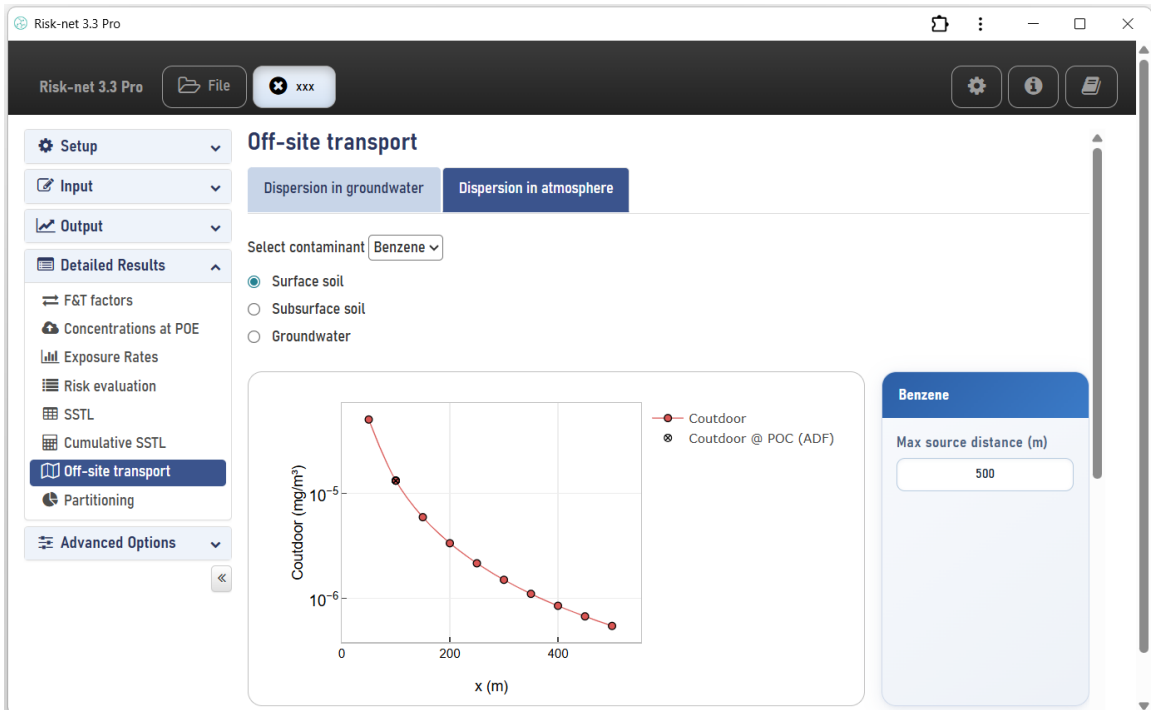 Risk-net 3.3 Pro
Risk-net 3.3 Pro
File
xxx
Setup
Input
Output
Detailed Results
F&T factors
Concentrations at POE
Exposure Rates
Risk evaluation
SSTL
Cumulative SSTL
Off-site transport
Partitioning
Advanced Options
«
Off-site transport
Dispersion in groundwater
Dispersion in atmosphere
Select contaminant Benzene
Surface soil
Subsurface soil
Groundwater
Coutdoor (mg/m³)
10⁻⁵
10⁻⁶
0 200 400
x (m)
Coutdoor
Coutdoor @ POC (ADF)
Benzene
Max source distance (m)
500